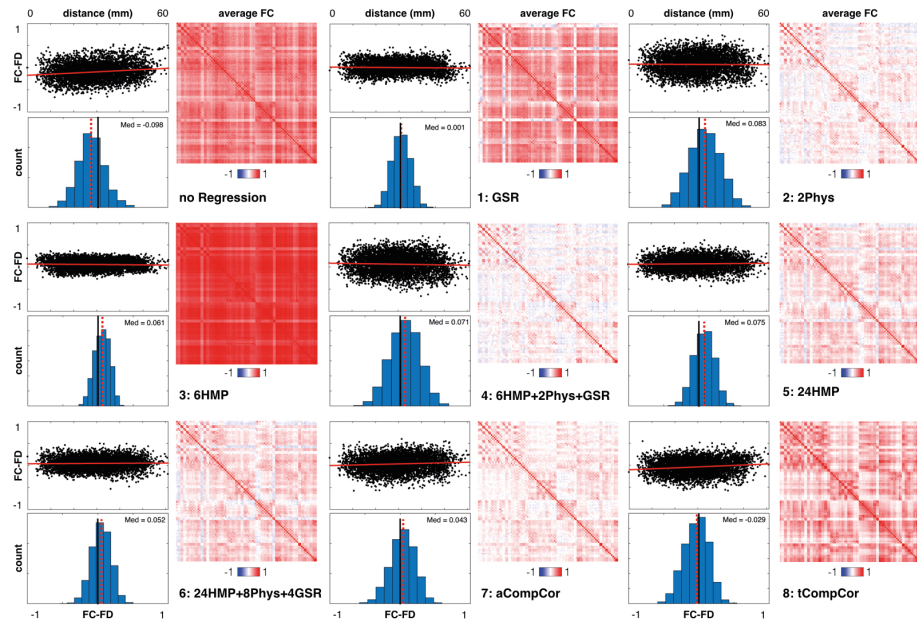 0 distance (mm) 60 average FC 0 distance (mm) 60 average FC 0 distance (mm) 60 average FC
1
FC-FD
-1
Med = -0.098 Med = 0.001 Med = 0.083
count
-1 1 -1 1 -1 1
no Regression 1: GSR 2: 2Phys
1
FC-FD
-1
Med = 0.061 Med = 0.071 Med = 0.075
count
-1 1 -1 1 -1 1
3: 6HMP 4: 6HMP+2Phys+GSR 5: 24HMP
1
FC-FD
-1
Med = 0.052 Med = 0.043 Med = -0.029
count
-1 1 -1 1 -1 1
6: 24HMP+8Phys+4GSR 7: aCompCor 8: tCompCor
-1 FC-FD 1 -1 FC-FD 1 -1 FC-FD 1